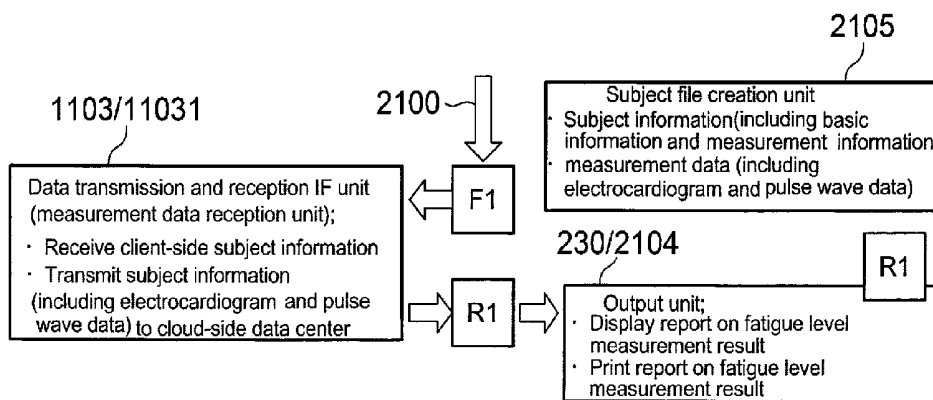 2105
Subject file creation unit
· Subject information(including basic
information and measurement information
· measurement data (including
electrocardiogram and pulse wave data)
2100
1103/11031
F1
Data transmission and reception IF unit
(measurement data reception unit);
· Receive client-side subject information
· Transmit subject information
(including electrocardiogram and pulse
wave data) to cloud-side data center
R1
230/2104
R1
Output unit;
· Display report on fatigue level
measurement result
· Print report on fatigue level
measurement result